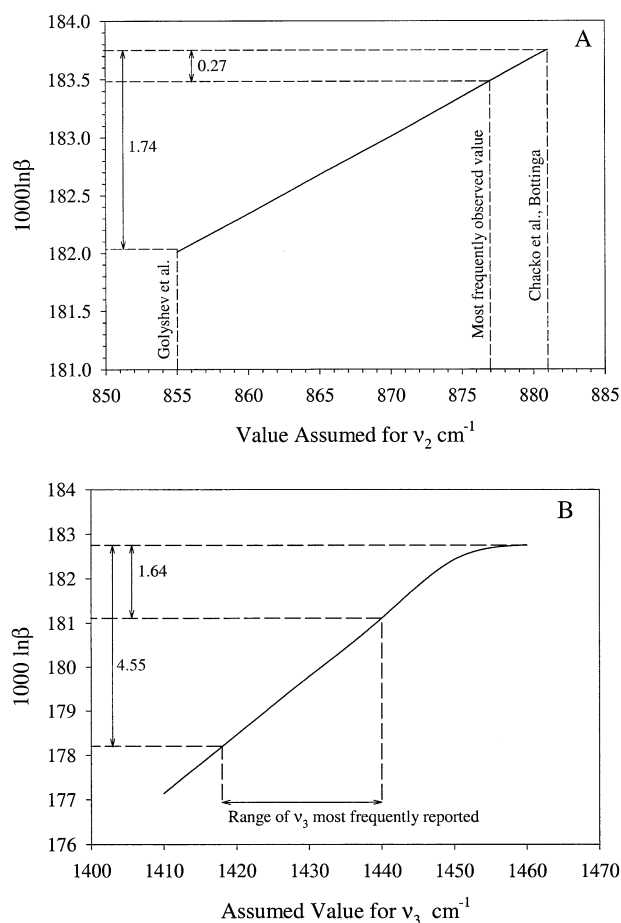 A
184.0
183.5
183.0
182.5
182.0
181.5
181.0
1000lnβ
0.27
1.74
Golyshev et al.
Most frequently observed value
Chacko et al., Bottinga
850 855 860 865 870 875 880 885
Value Assumed for ν2 cm-1
B
184
183
182
181
180
179
178
177
176
1000 lnβ
1.64
4.55
Range of ν3 most frequently reported
1400 1410 1420 1430 1440 1450 1460 1470
Assumed Value for ν3 cm-1